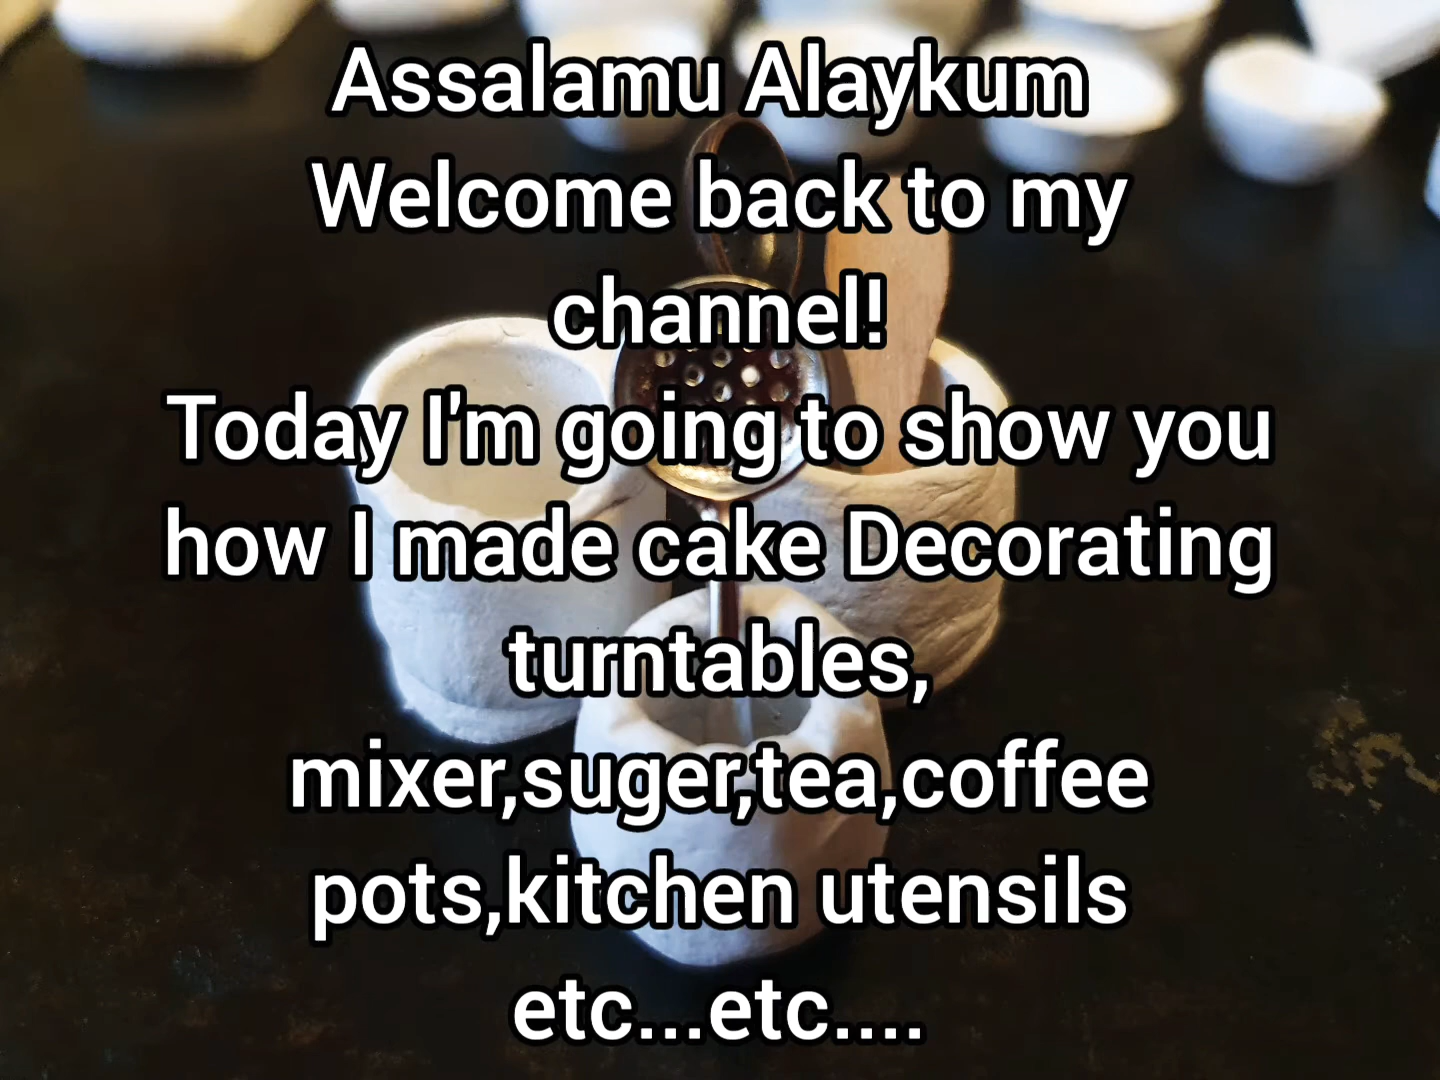 Assalamu Alaykum
Welcome back to my
channel!
Today I'm going to show you
how I made cake Decorating
turntables,
mixer,suger,tea,coffee
pots,kitchen utensils
etc...etc....